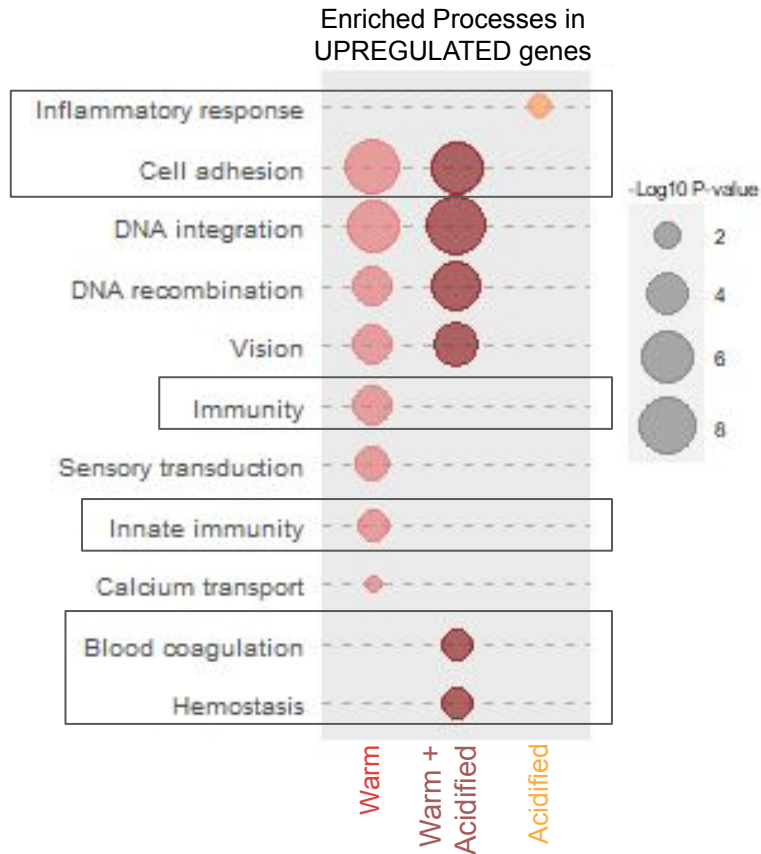 Enriched Processes in
UPREGULATED genes
Inflammatory response
Cell adhesion
DNA integration
DNA recombination
Vision
Immunity
Sensory transduction
Innate immunity
Calcium transport
Blood coagulation
Hemostasis
-Log10 P-value
2
4
6
8
Warm
Warm +
Acidified
Acidified